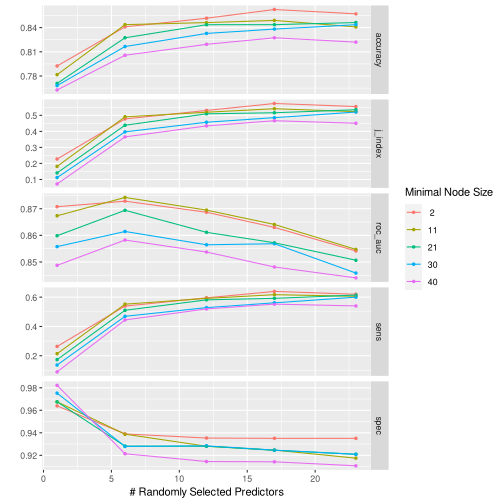 0.84
0.81
0.78
accuracy
0.5
0.4
0.3
0.2
0.1
j_index
0.87
0.86
0.85
roc_auc
0.6
0.4
0.2
sens
0.98
0.96
0.94
0.92
spec
0 5 10 15 20
# Randomly Selected Predictors
Minimal Node Size
2
11
21
30
40